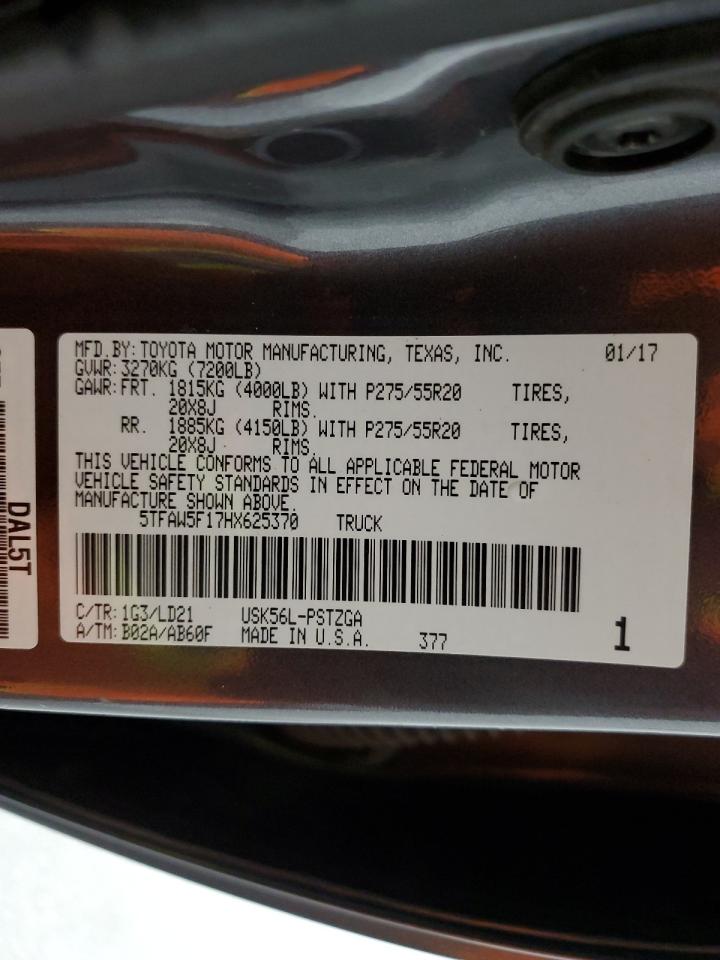 MFD.BY:TOYOTA MOTOR MANUFACTURING, TEXAS, INC. 01/17
GVWR:3270KG (7200LB)
GAWR:FRT. 1815KG (4000LB) WITH P275/55R20 TIRES,
20X8J RIMS.
RR. 1885KG (4150LB) WITH P275/55R20 TIRES,
20X8J RIMS.
THIS VEHICLE CONFORMS TO ALL APPLICABLE FEDERAL MOTOR
VEHICLE SAFETY STANDARDS IN EFFECT ON THE DATE OF
MANUFACTURE SHOWN ABOVE.
5TFAW5F17HX625370 TRUCK
C/TR:1G3/LD21 USK56L-PSTZGA
A/TM:B02A/AB60F MADE IN U.S.A. 377 1
DAL5T